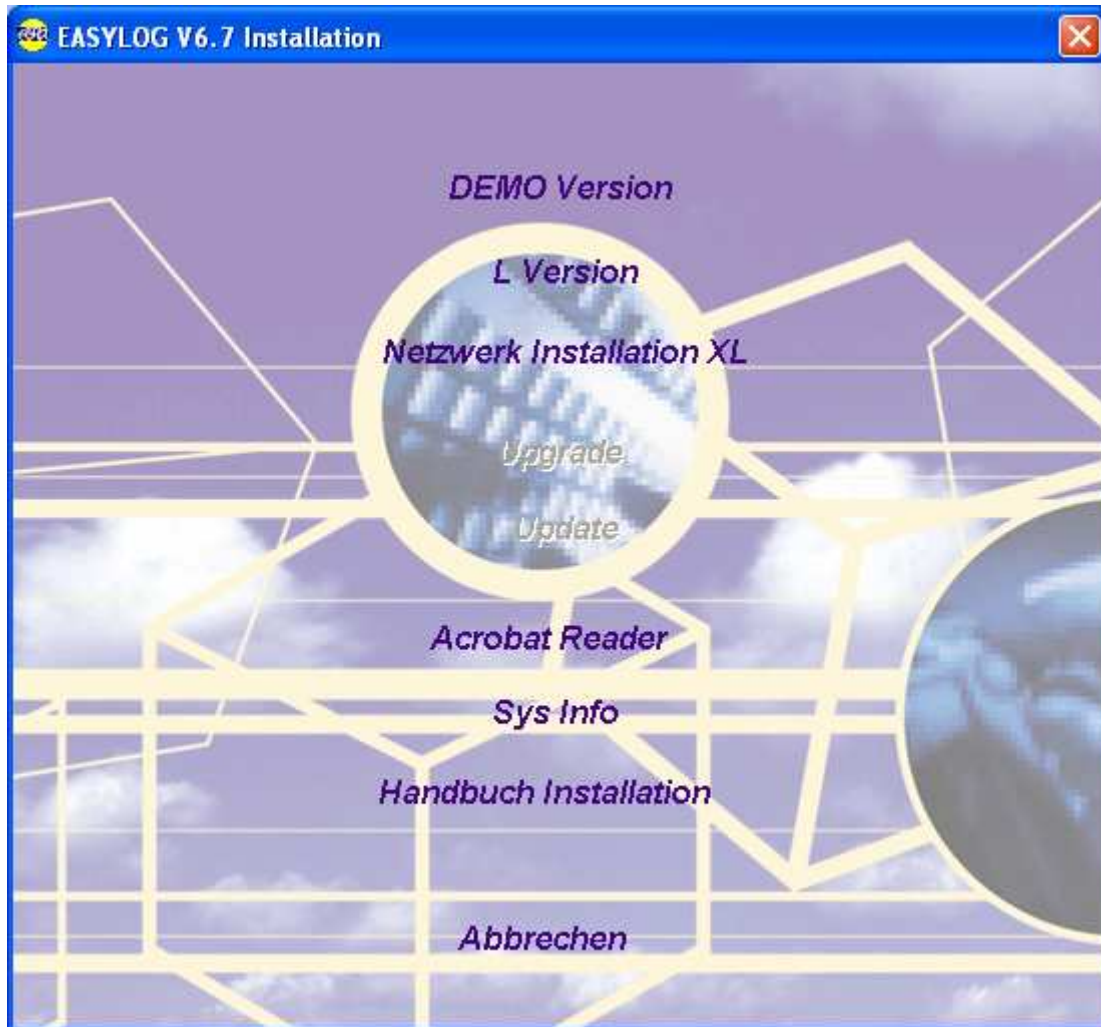 EASYLOG V6.7 Installation
DEMO Version
L Version
Netzwerk Installation XL
Upgrade
Update
Acrobat Reader
Sys Info
Handbuch Installation
Abbrechen